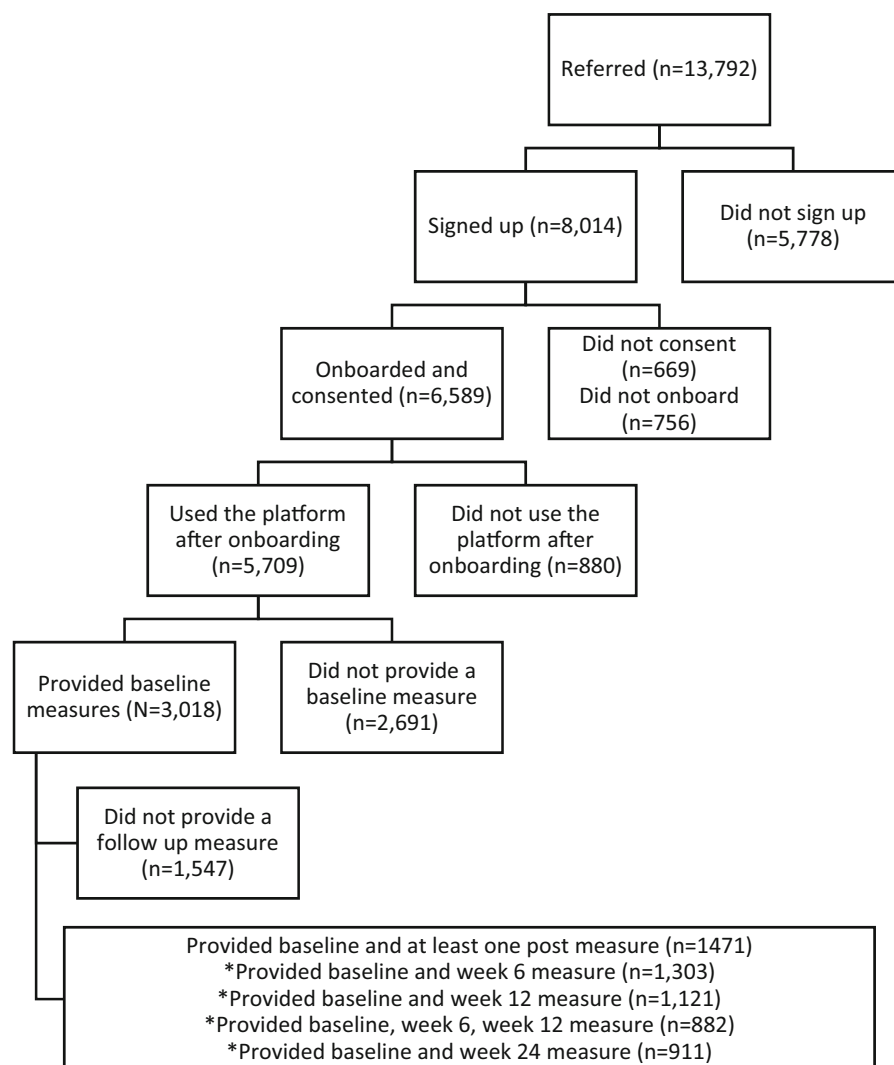 Referred (n=13,792)
Signed up (n=8,014)
Did not sign up
(n=5,778)
Onboarded and
consented (n=6,589)
Did not consent
(n=669)
Did not onboard
(n=756)
Used the platform
after onboarding
(n=5,709)
Did not use the
platform after
onboarding (n=880)
Provided baseline
measures (N=3,018)
Did not provide a
baseline measure
(n=2,691)
Did not provide a
follow up measure
(n=1,547)
Provided baseline and at least one post measure (n=1471)
*Provided baseline and week 6 measure (n=1,303)
*Provided baseline and week 12 measure (n=1,121)
*Provided baseline, week 6, week 12 measure (n=882)
*Provided baseline and week 24 measure (n=911)